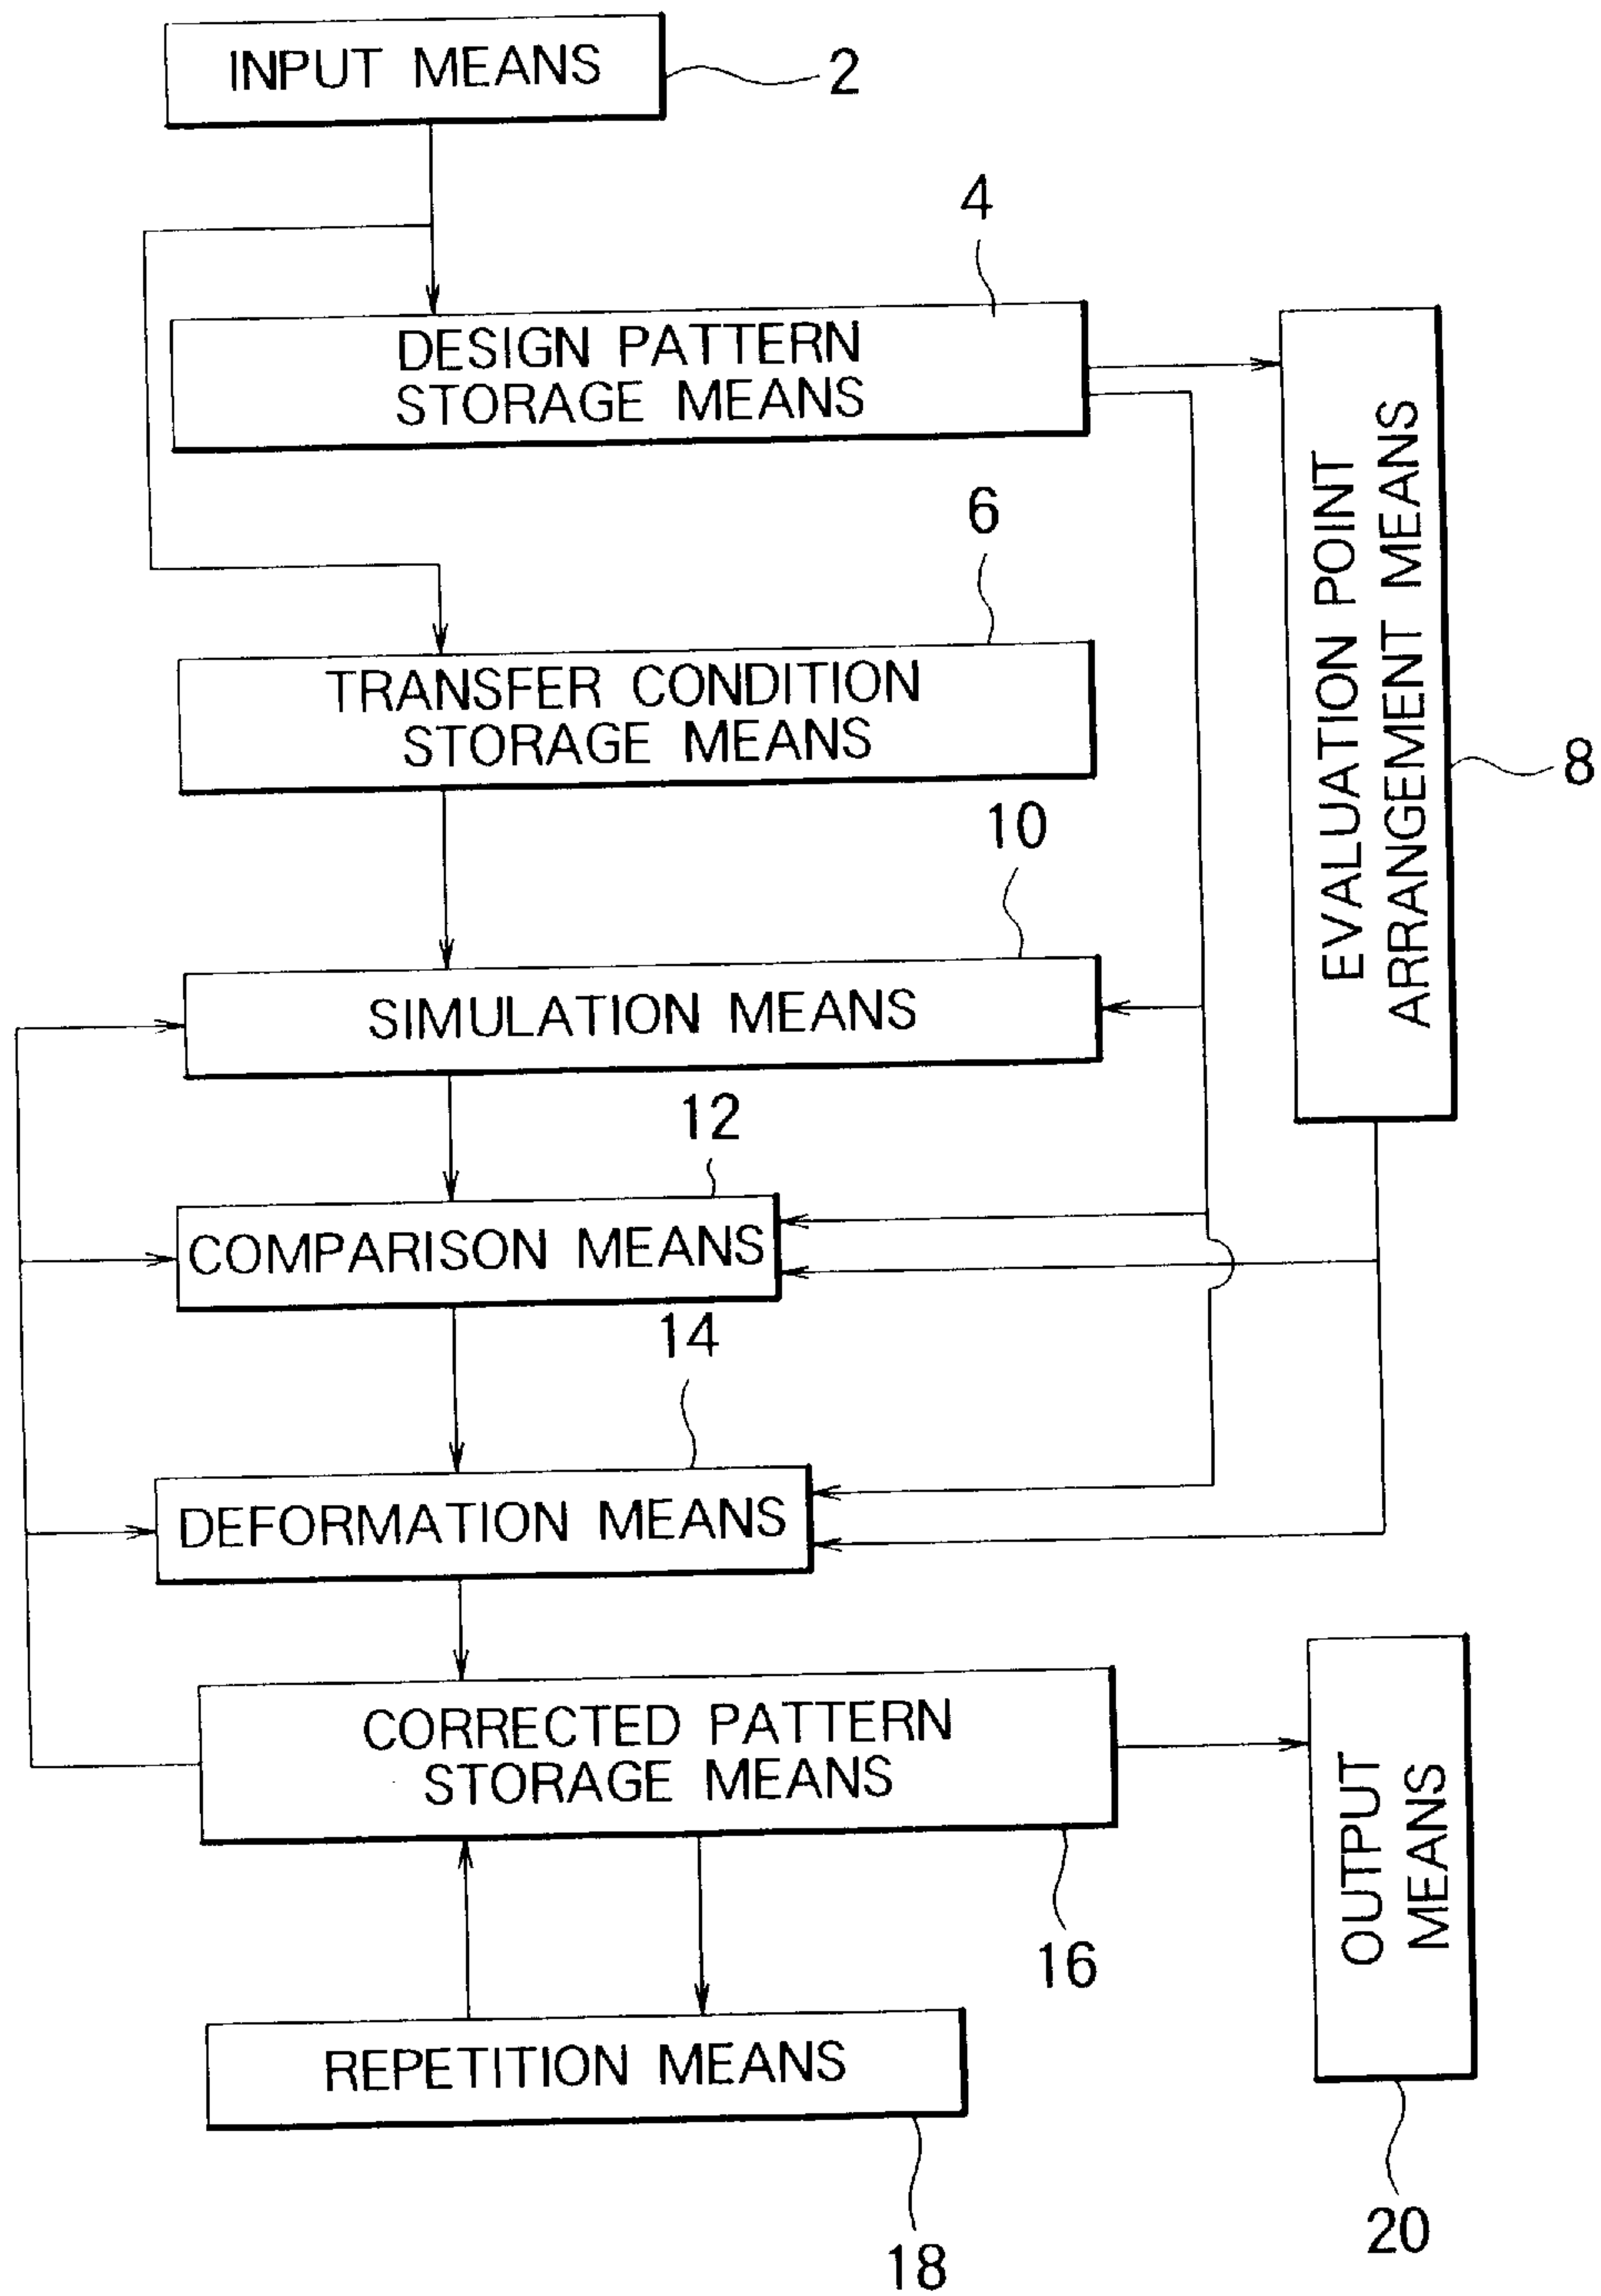 INPUT MEANS
2
4
DESIGN PATTERN
STORAGE MEANS
6
TRANSFER CONDITION
STORAGE MEANS
EVALUATION POINT
ARRANGEMENT MEANS
8
10
SIMULATION MEANS
12
COMPARISON MEANS
14
DEFORMATION MEANS
CORRECTED PATTERN
STORAGE MEANS
16
OUTPUT
MEANS
REPETITION MEANS
18
20